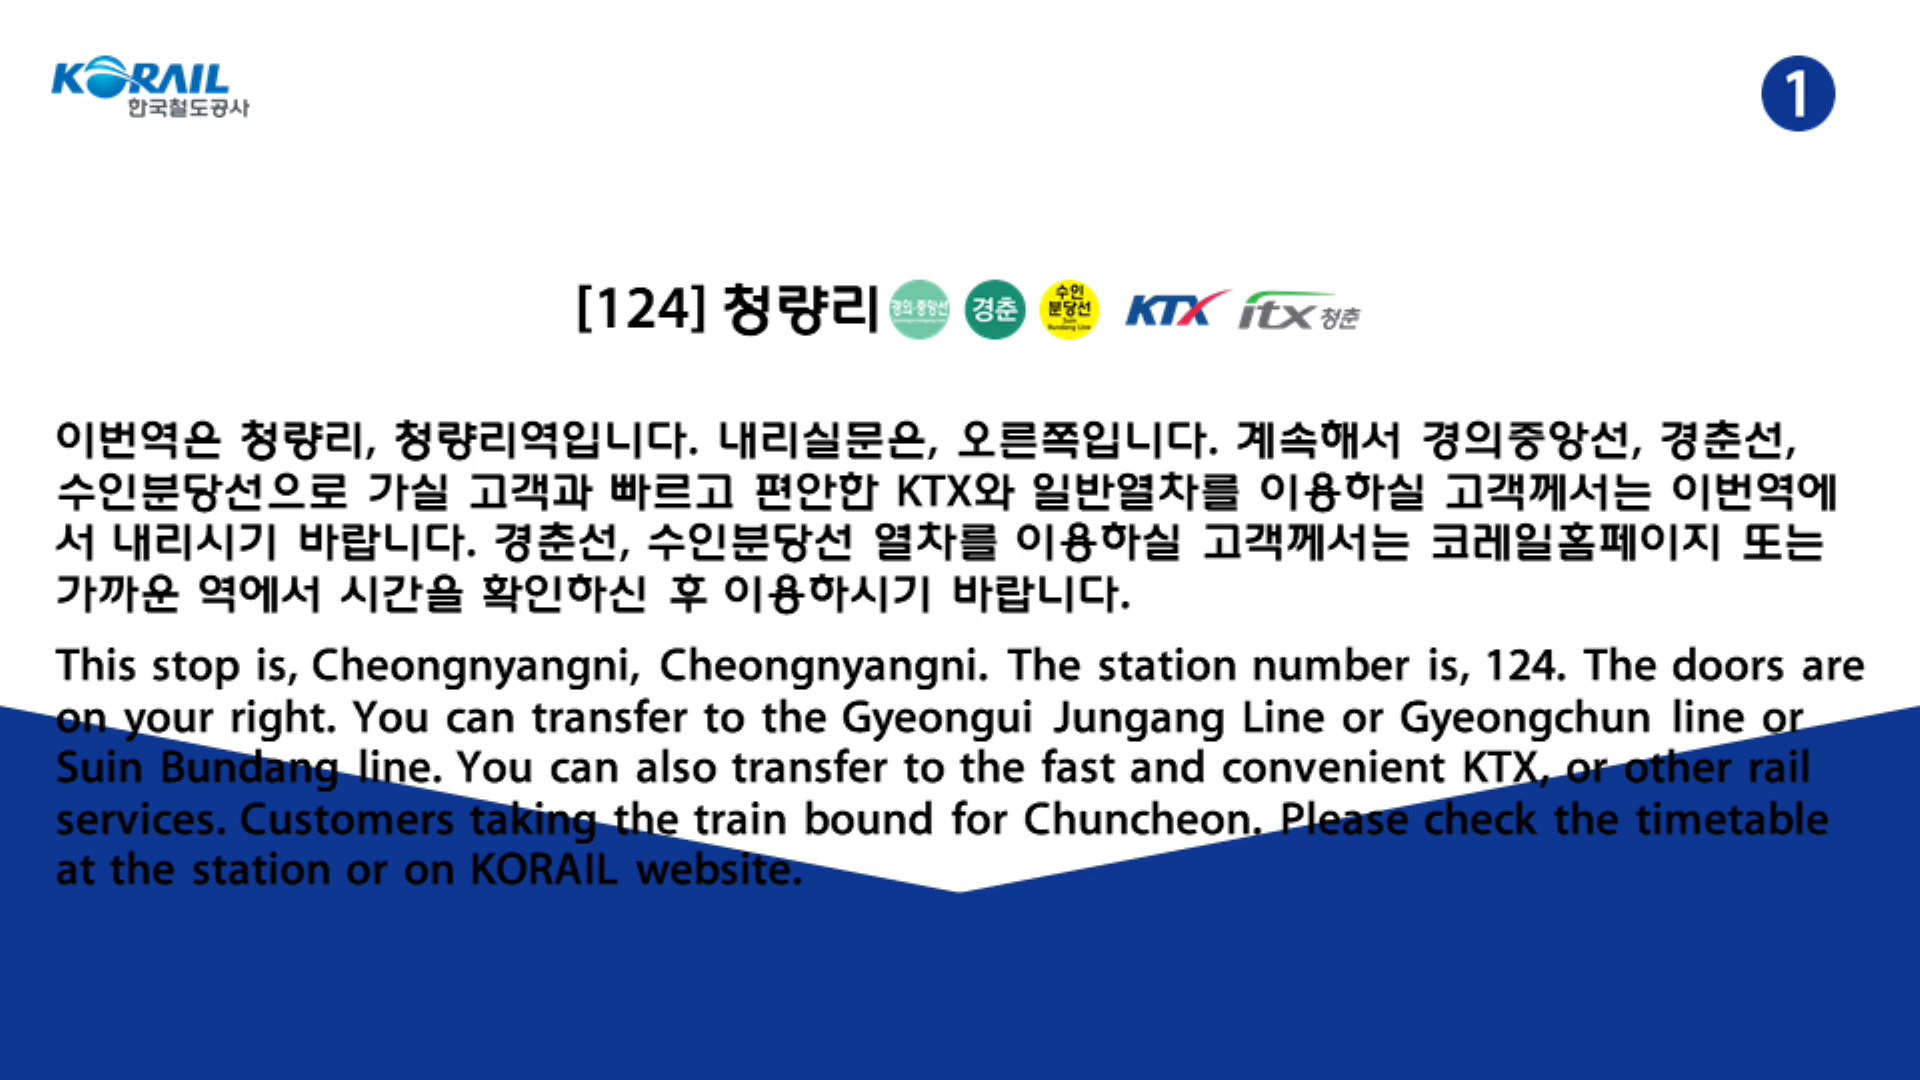 KORAIL
한국철도공사
1
[124] 청량리 경의·중앙선 경춘 수인 분당선 KTX itx 청춘
이번역은 청량리, 청량리역입니다. 내리실문은, 오른쪽입니다. 계속해서 경의중앙선, 경춘선,
수인분당선으로 가실 고객과 빠르고 편안한 KTX와 일반열차를 이용하실 고객께서는 이번역에
서 내리시기 바랍니다. 경춘선, 수인분당선 열차를 이용하실 고객께서는 코레일홈페이지 또는
가까운 역에서 시간을 확인하신 후 이용하시기 바랍니다.
This stop is, Cheongnyangni, Cheongnyangni. The station number is, 124. The doors are
on your right. You can transfer to the Gyeongui Jungang Line or Gyeongchun line or
Suin Bundang line. You can also transfer to the fast and convenient KTX, or other rail
services. Customers taking the train bound for Chuncheon. Please check the timetable
at the station or on KORAIL website.